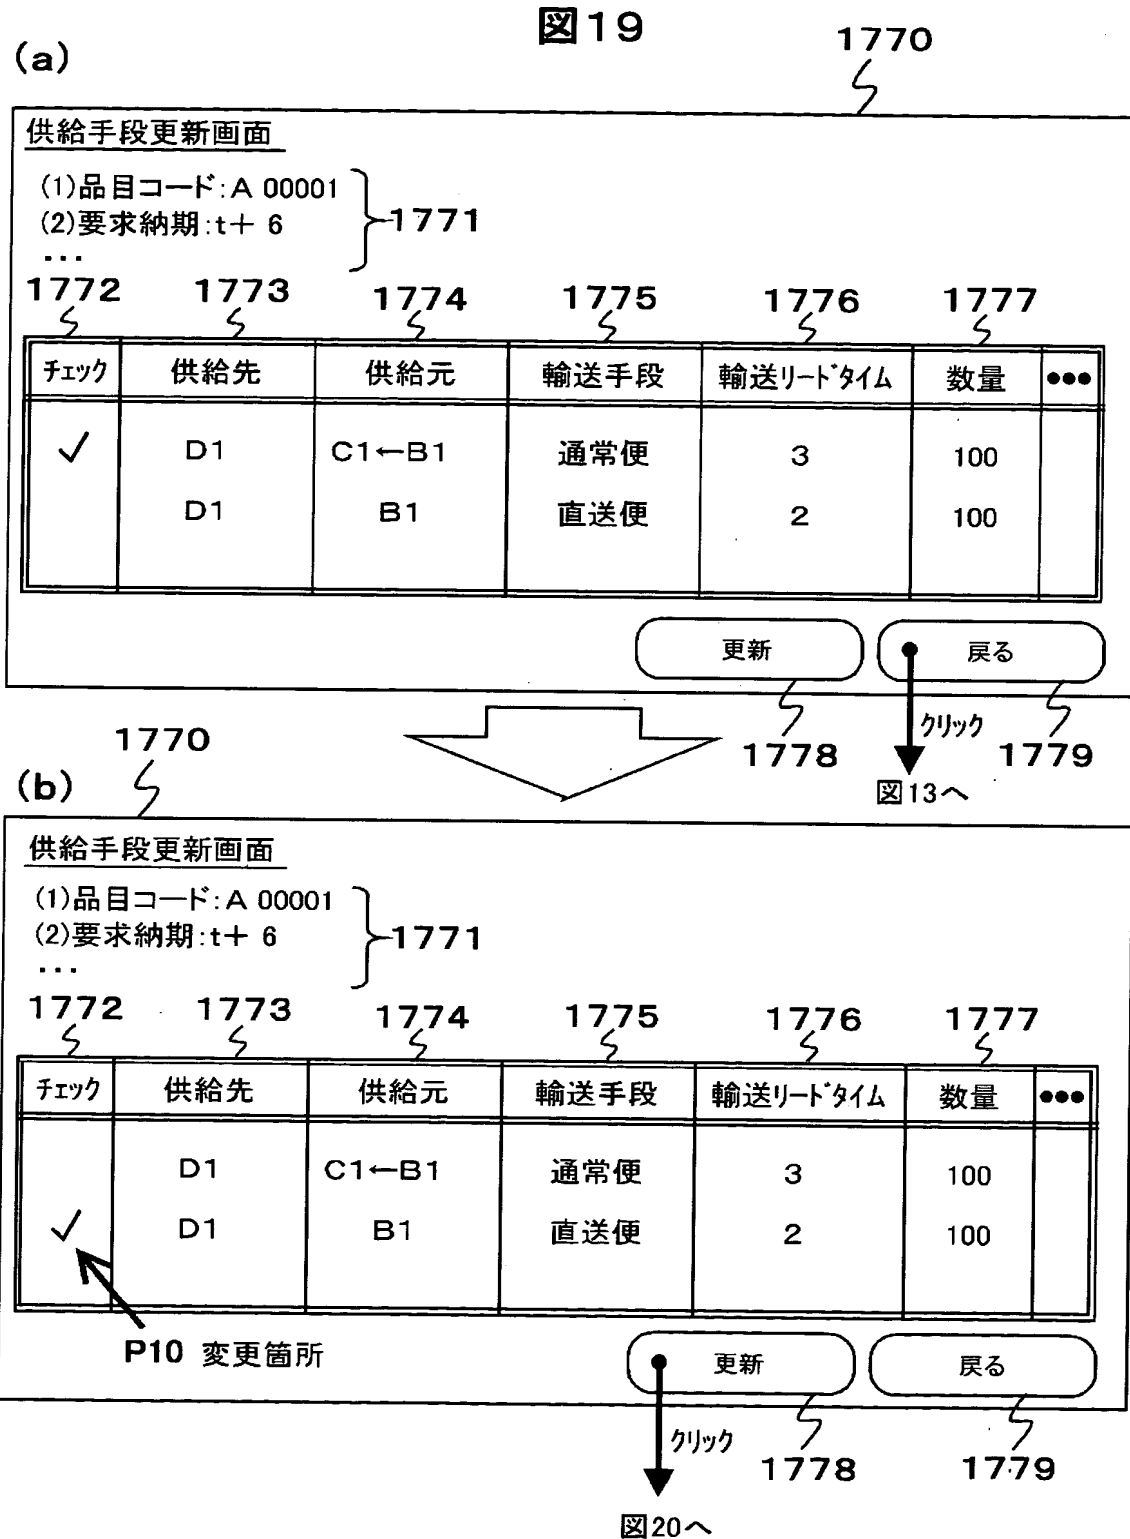 図19
(a)
1770
供給手段更新画面
(1)品目コード:A 00001
(2)要求納期:t+ 6
...
1771
1772 1773 1774 1775 1776 1777
チェック 供給先 供給元 輸送手段 輸送リードタイム 数量 •••
✓ D1 C1←B1 通常便 3 100
D1 B1 直送便 2 100
更新 戻る
クリック
1778 1779
図13へ
1770
(b)
供給手段更新画面
(1)品目コード:A 00001
(2)要求納期:t+ 6
...
1771
1772 1773 1774 1775 1776 1777
チェック 供給先 供給元 輸送手段 輸送リードタイム 数量 •••
D1 C1←B1 通常便 3 100
✓ D1 B1 直送便 2 100
P10 変更箇所
更新 戻る
クリック
1778 1779
図20へ